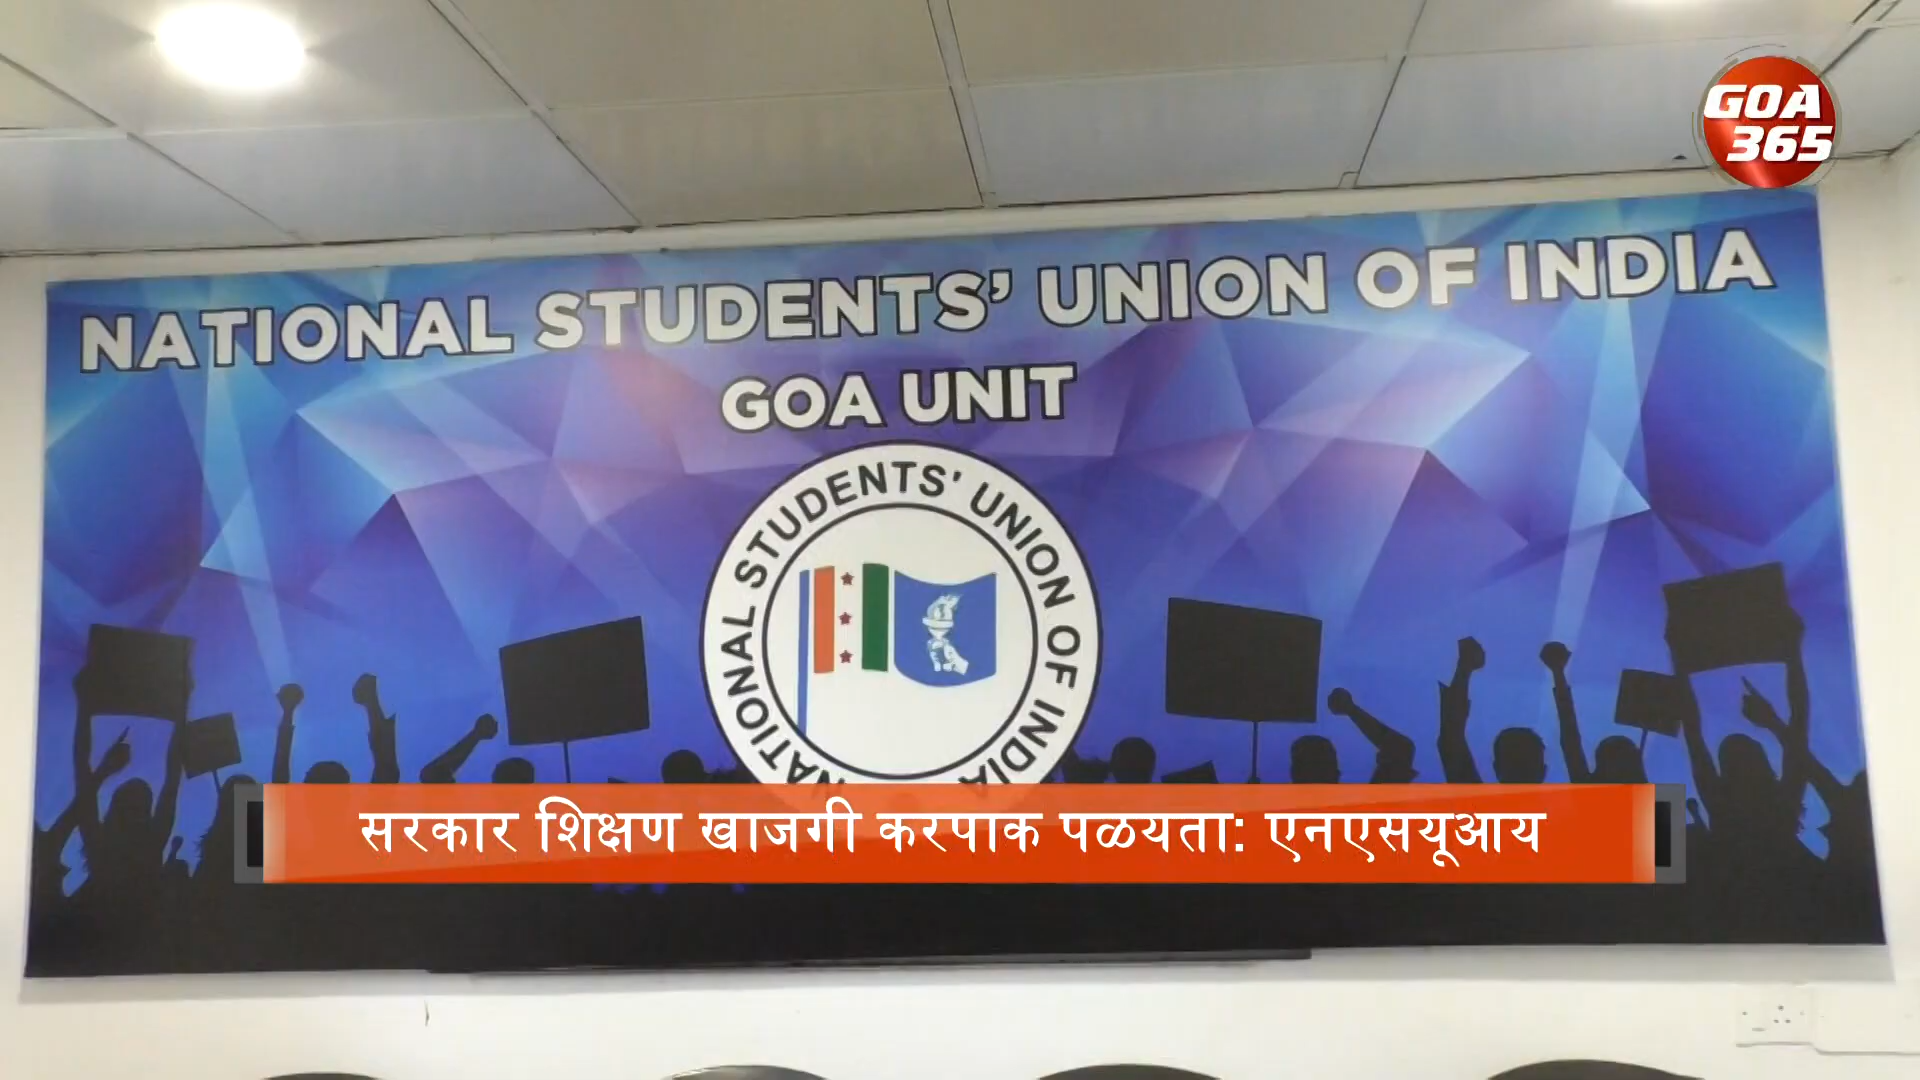 GOA
365
NATIONAL STUDENTS' UNION OF INDIA
GOA UNIT
NATIONAL STUDENTS' UNION OF INDIA
सरकार शिक्षण खाजगी करपाक पळयता: एनएसयूआय